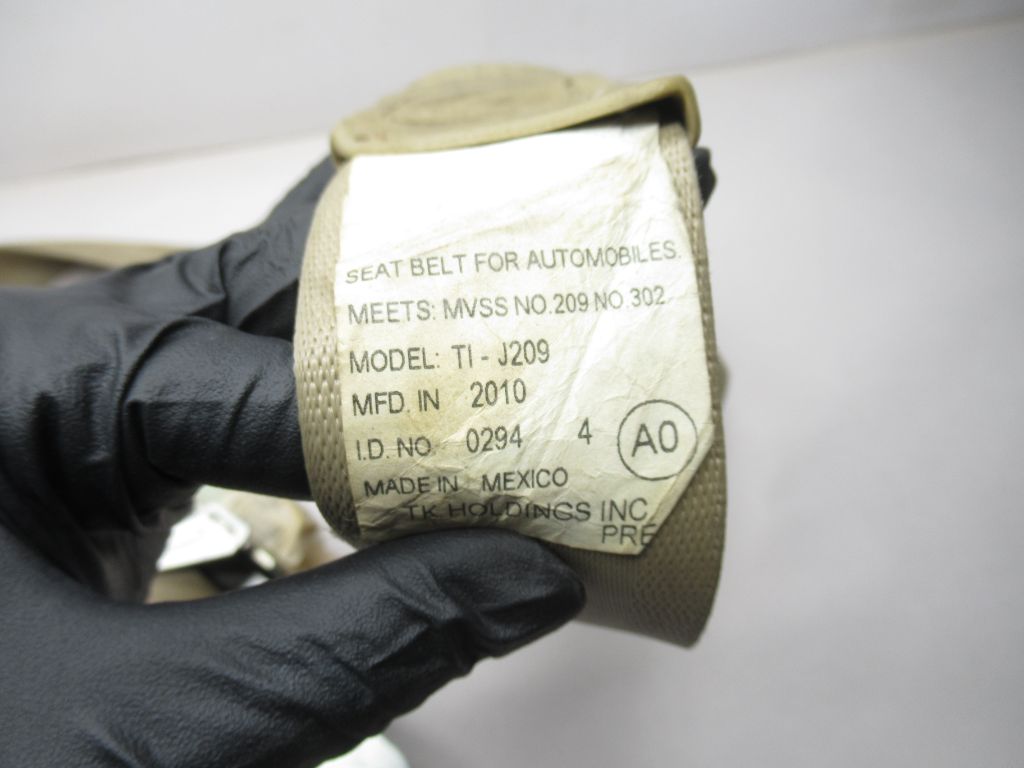 SEAT BELT FOR AUTOMOBILES.
MEETS: MVSS NO.209 NO.302
MODEL: TI - J209
MFD. IN 2010
I.D. NO. 0294 4 A0
MADE IN MEXICO
TK HOLDINGS INC
PRE